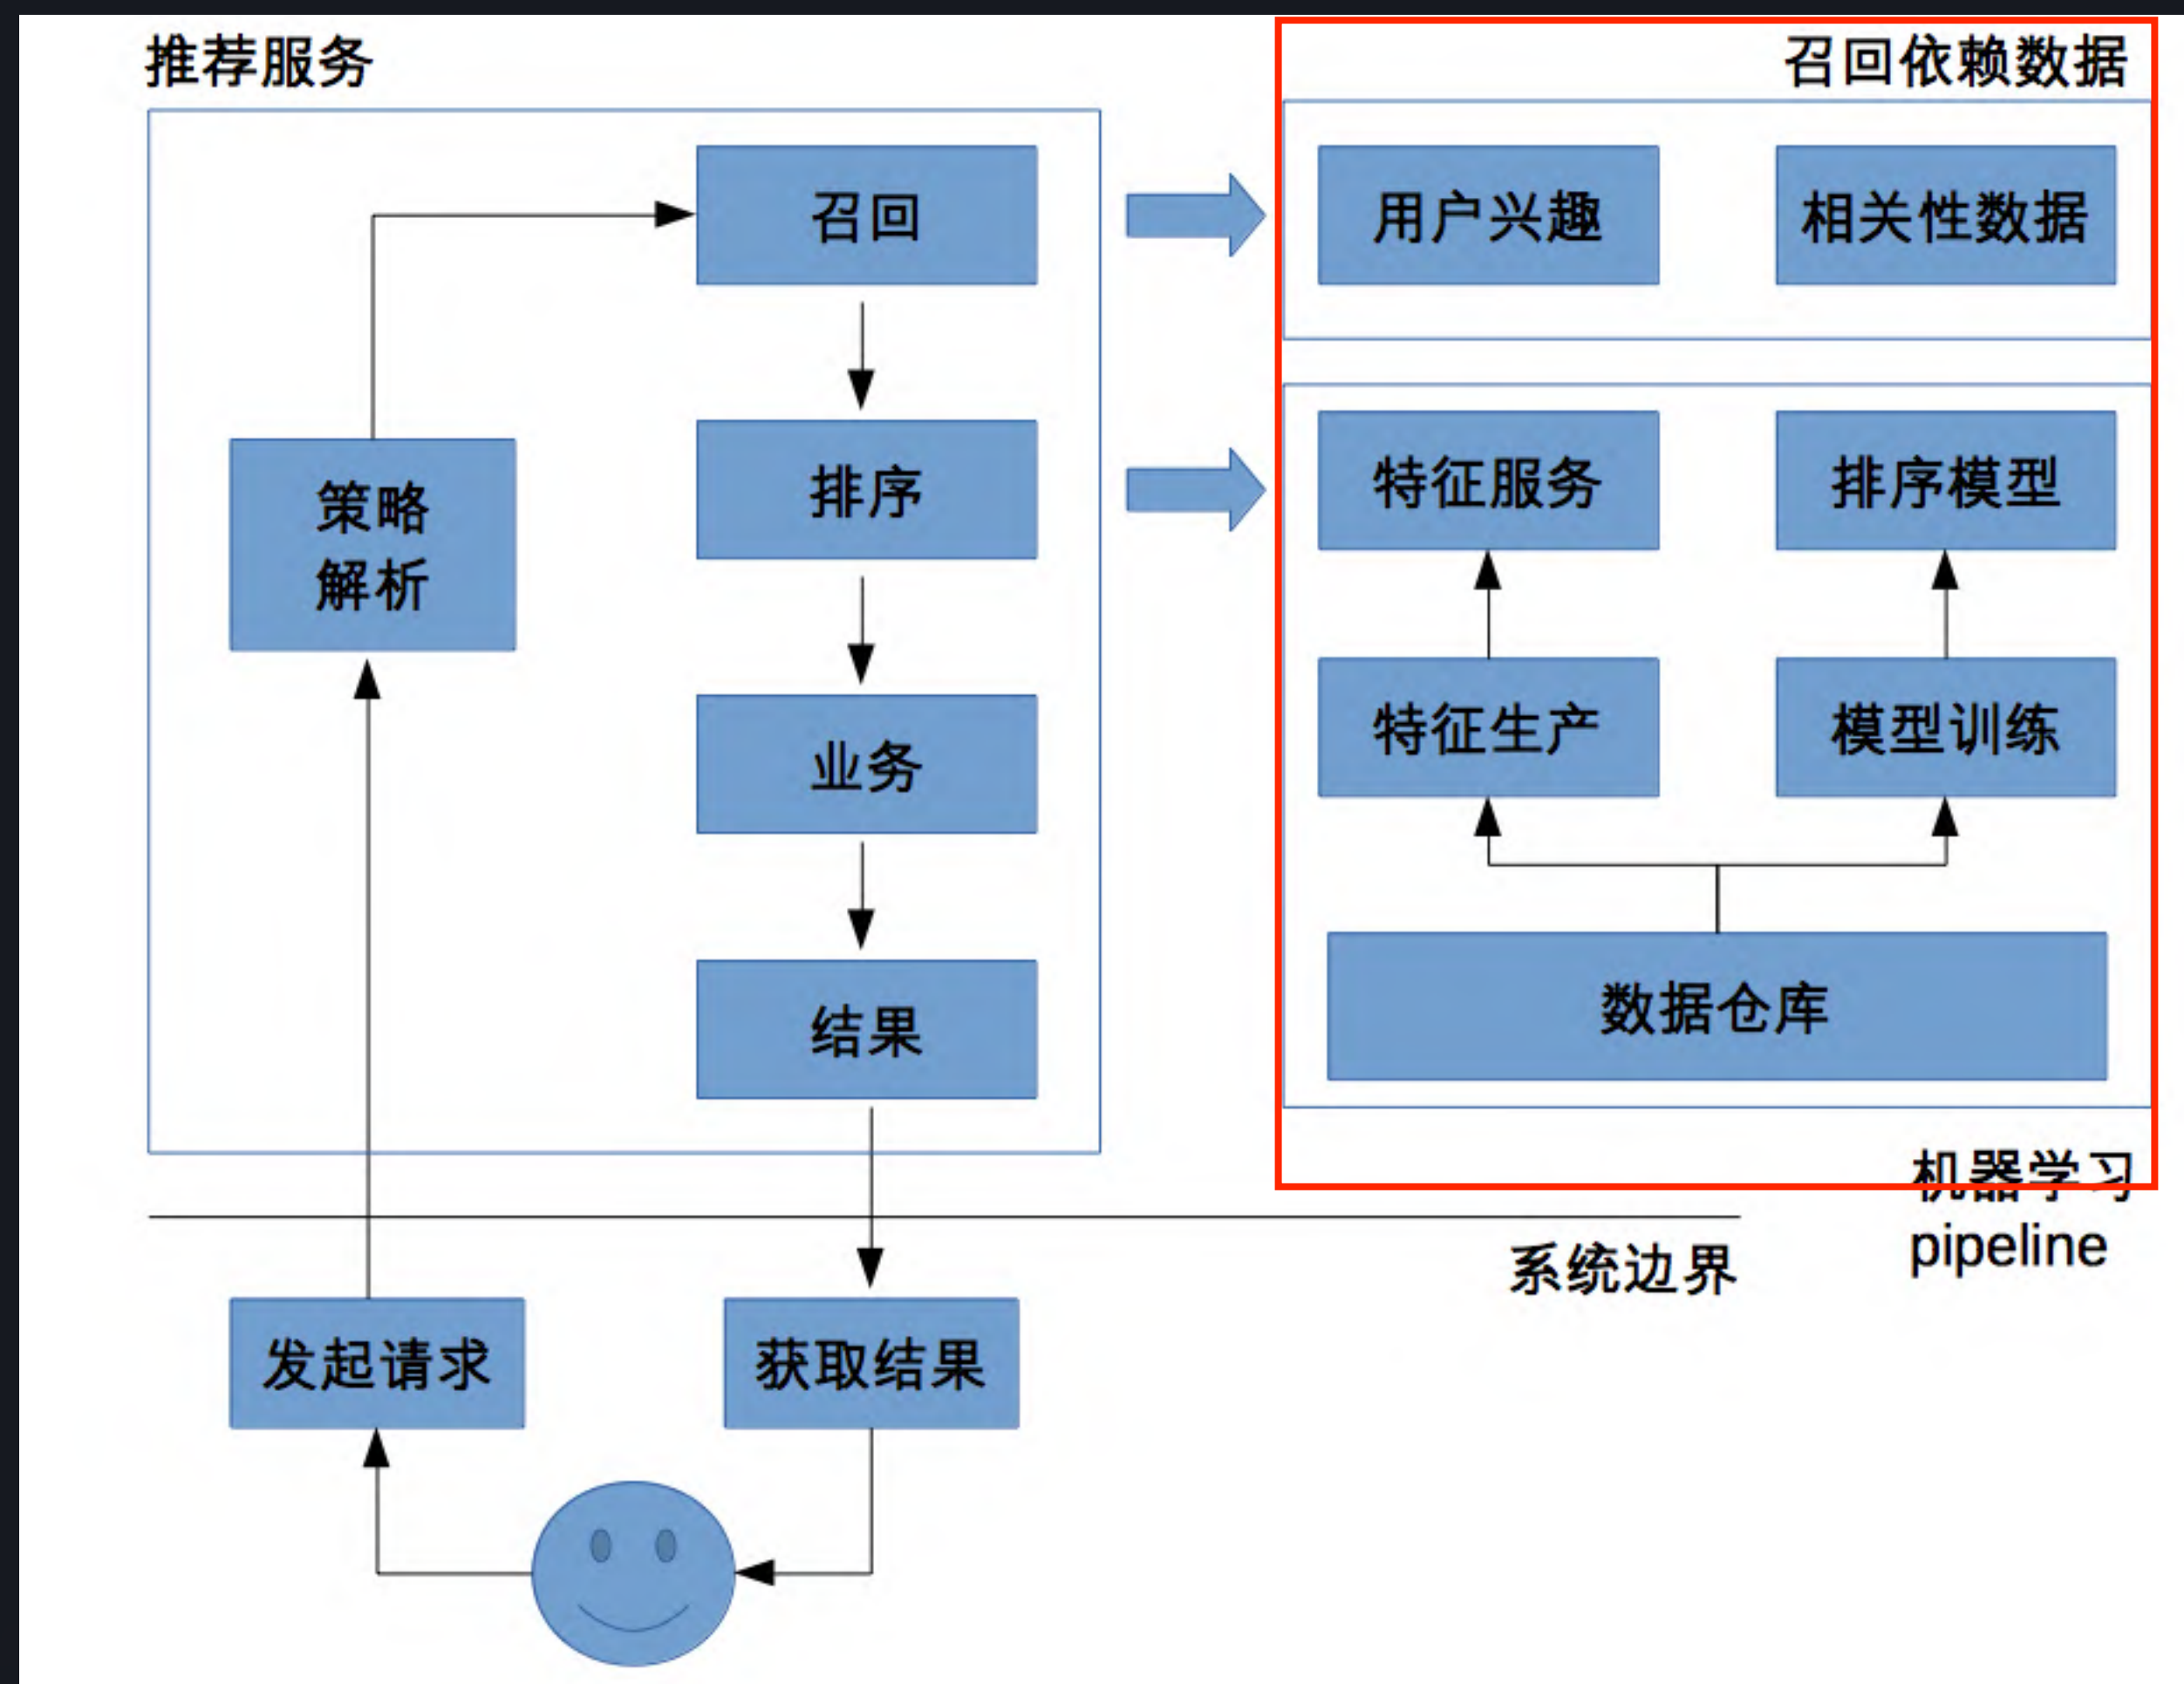 推荐服务
召回依赖数据
召回
用户兴趣
相关性数据
策略
解析
排序
特征服务
排序模型
业务
特征生产
模型训练
结果
数据仓库
机器学习
pipeline
系统边界
发起请求
获取结果